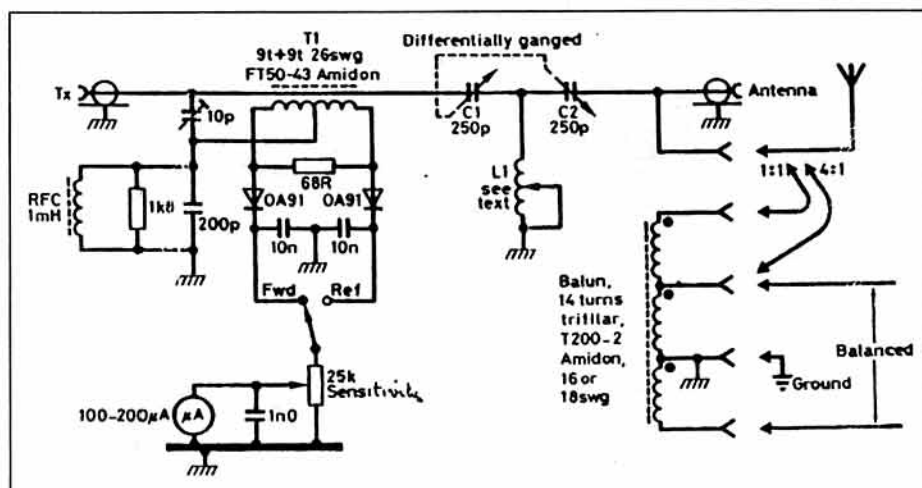 T1
9t+9t 26swg
FT50-43 Amidon
Differentially ganged
Tx
10p
C1
250p
C2
250p
Antenna
1:1
4:1
68R
OA91
OA91
L1
see
text
RFC
1mH
1k8
200p
10n
10n
Fwd
Ref
Balun,
14 turns
trifilar,
T200-2
Amidon,
16 or
18swg
Balanced
Ground
25k
Sensitivity
100-200µA
µA
1n0